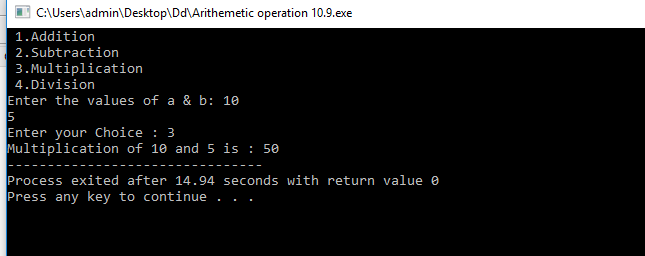 C:\Users\admin\Desktop\Dd\Arithemetic operation 10.9.exe
1.Addition
2.Subtraction
3.Multiplication
4.Division
Enter the values of a & b: 10
5
Enter your Choice : 3
Multiplication of 10 and 5 is : 50
--------------------------------
Process exited after 14.94 seconds with return value 0
Press any key to continue . . .